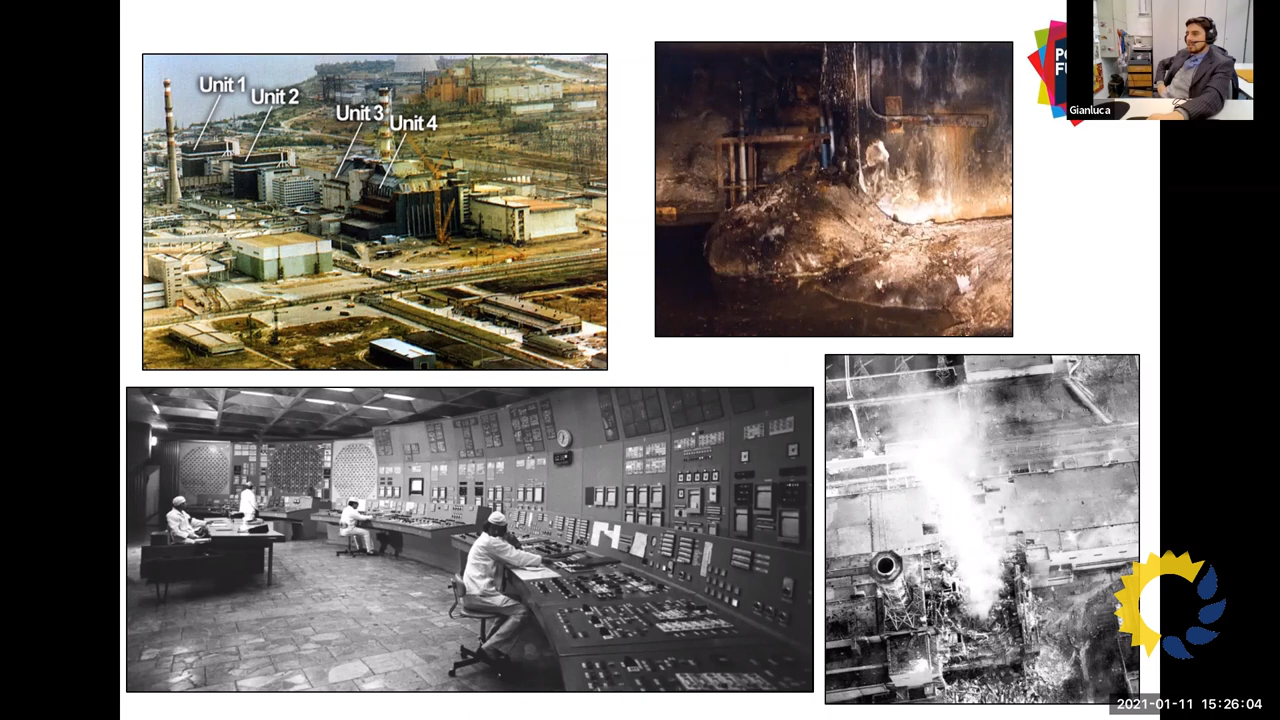 Unit 1
Unit 2
Unit 3
Unit 4
Gianluca
2021-01-11 15:26:04